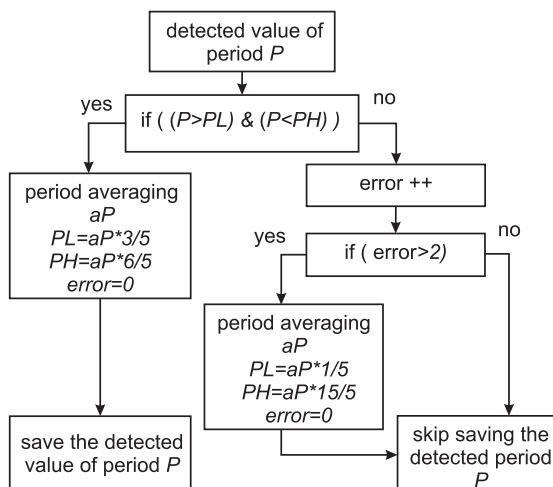 detected value of
period P
yes
if ( (P>PL) & (P<PH) )
no
period averaging
aP
PL=aP*3/5
PH=aP*6/5
error=0
error ++
yes
if ( error>2)
no
period averaging
aP
PL=aP*1/5
PH=aP*15/5
error=0
save the detected
value of period P
skip saving the
detected period
P